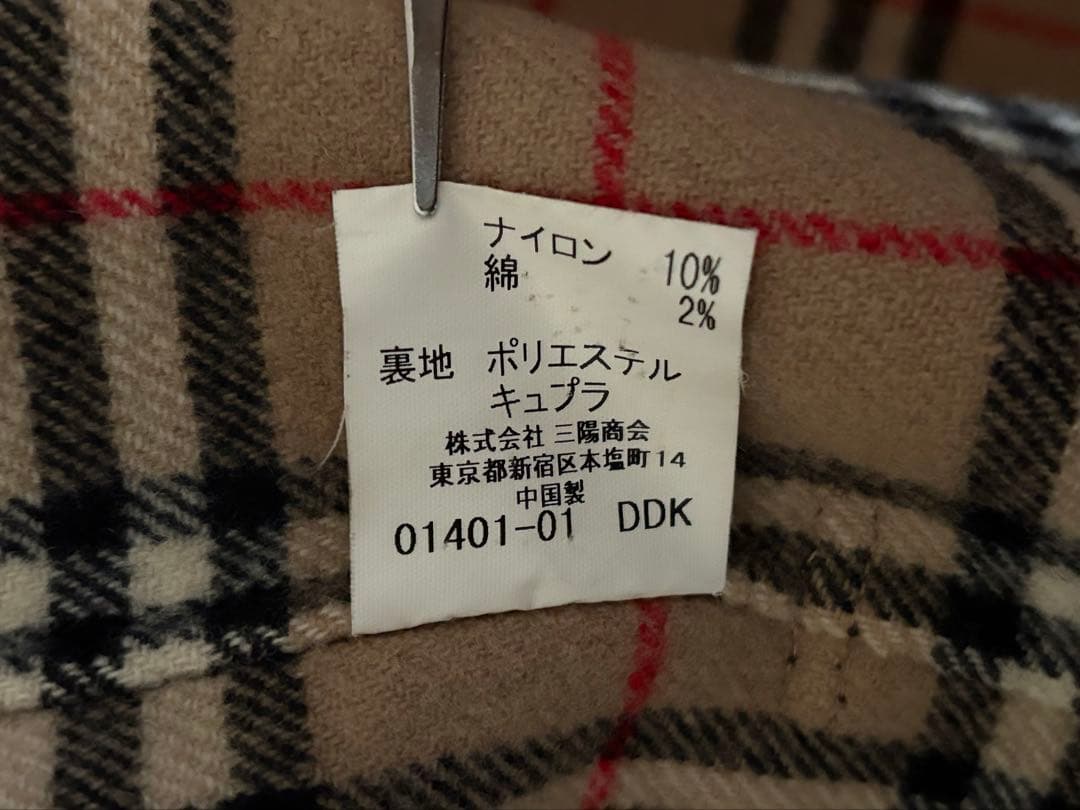 ナイロン 10%
綿 2%
裏地 ポリエステル
キュプラ
株式会社 三陽商会
東京都新宿区本塩町14
中国製
01401-01 DDK